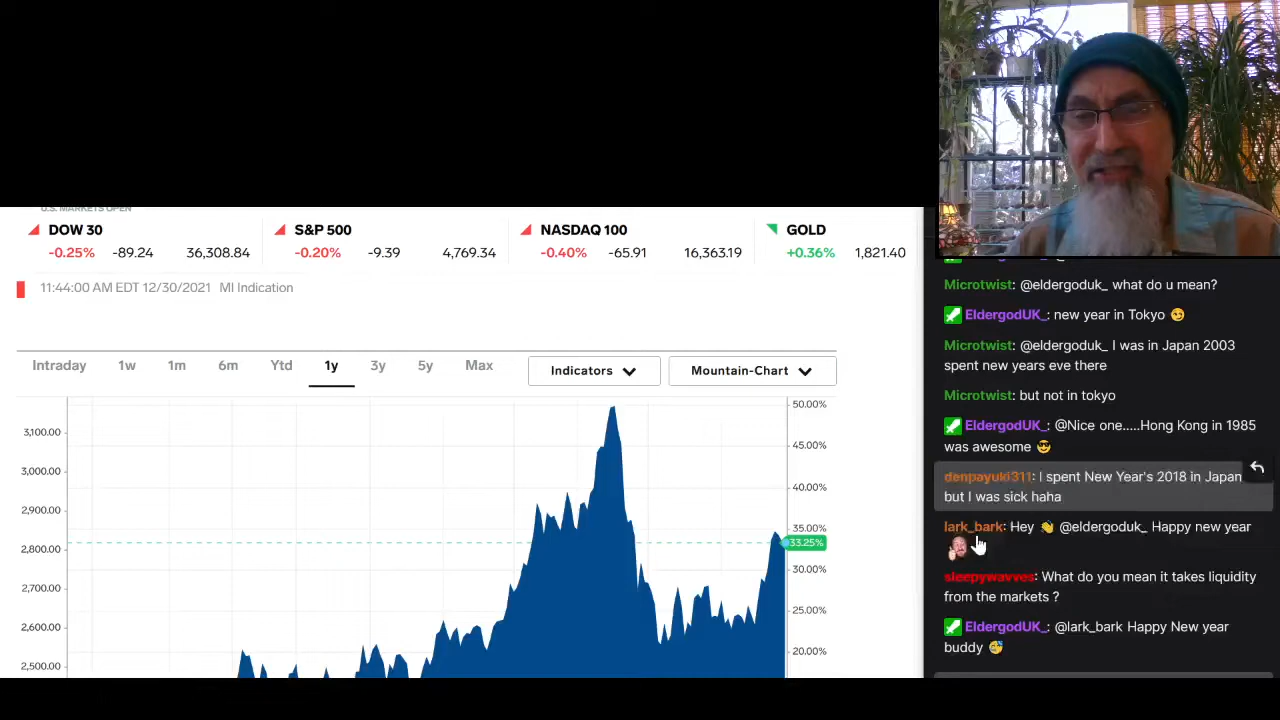 U.S. MARKETS OPEN
DOW 30
-0.25% -89.24 36,308.84
S&P 500
-0.20% -9.39 4,769.34
NASDAQ 100
-0.40% -65.91 16,363.19
GOLD
+0.36% 1,821.40
11:44:00 AM EDT 12/30/2021 MI Indication
Intraday 1w 1m 6m Ytd 1y 3y 5y Max
Indicators
Mountain-Chart
3,100.00
3,000.00
2,900.00
2,800.00
2,700.00
2,600.00
2,500.00
50.00%
45.00%
40.00%
35.00%
33.25%
30.00%
25.00%
20.00%
Microtwist: @eldergoduk_ what do u mean?
EldergodUK_: new year in Tokyo
Microtwist: @eldergoduk_ I was in Japan 2003
spent new years eve there
Microtwist: but not in tokyo
EldergodUK_: @Nice one.....Hong Kong in 1985
was awesome
denpayuki311: I spent New Year's 2018 in Japan
but I was sick haha
lark_bark: Hey @eldergoduk_ Happy new year
sleepywavves: What do you mean it takes liquidity
from the markets ?
EldergodUK_: @lark_bark Happy New year
buddy